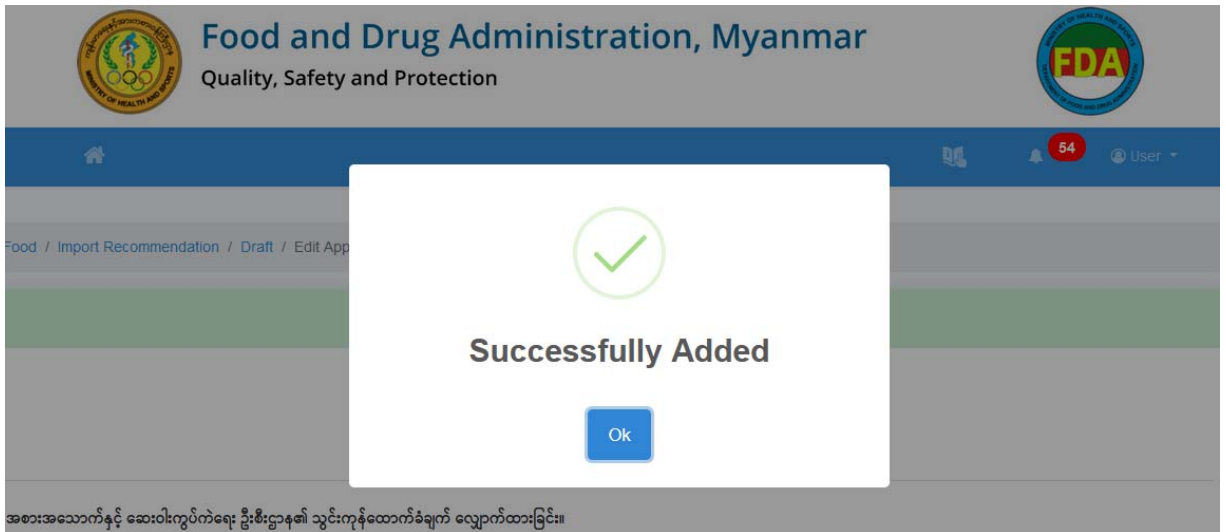 Food and Drug Administration, Myanmar
Quality, Safety and Protection
FDA
54
User
Food / Import Recommendation / Draft / Edit App
Successfully Added
Ok
အစားအသောက်နှင့် ဆေးဝါးကွပ်ကဲရေး ဦးစီးဌာန၏ သွင်းကုန်ထောက်ခံချက် လျှောက်ထားခြင်း။